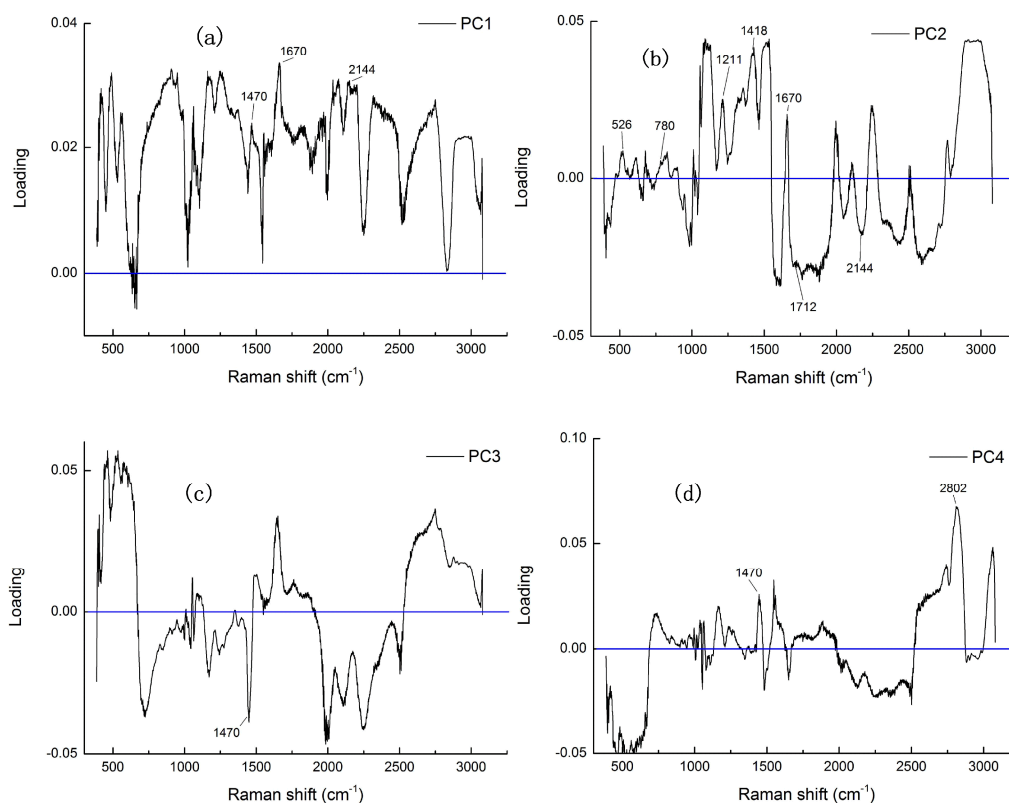 (a)
PC1
0.04
0.02
0.00
1470
1670
2144
Loading
500 1000 1500 2000 2500 3000
Raman shift (cm-1)
(b)
PC2
0.05
0.00
-0.05
526
780
1211
1418
1670
1712
2144
Loading
500 1000 1500 2000 2500 3000
Raman shift (cm-1)
(c)
PC3
0.05
0.00
-0.05
1470
Loading
500 1000 1500 2000 2500 3000
Raman shift (cm-1)
(d)
PC4
0.10
0.05
0.00
-0.05
1470
2802
Loading
500 1000 1500 2000 2500 3000
Raman shift (cm-1)